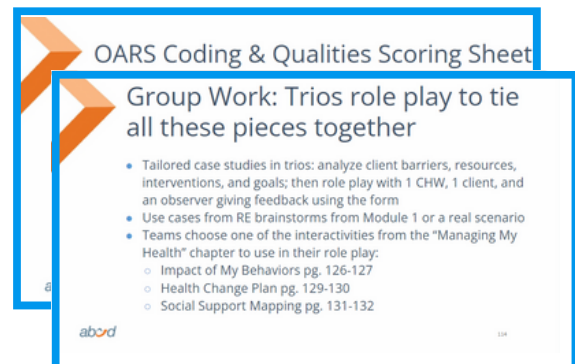 OARS Coding & Qualities Scoring Sheet
Group Work: Trios role play to tie
all these pieces together
● Tailored case studies in trios: analyze client barriers, resources,
interventions, and goals; then role play with 1 CHW, 1 client, and
an observer giving feedback using the form
● Use cases from RE brainstorms from Module 1 or a real scenario
● Teams choose one of the interactivities from the “Managing My
Health” chapter to use in their role play:
○ Impact of My Behaviors pg. 126-127
○ Health Change Plan pg. 129-130
○ Social Support Mapping pg. 131-132